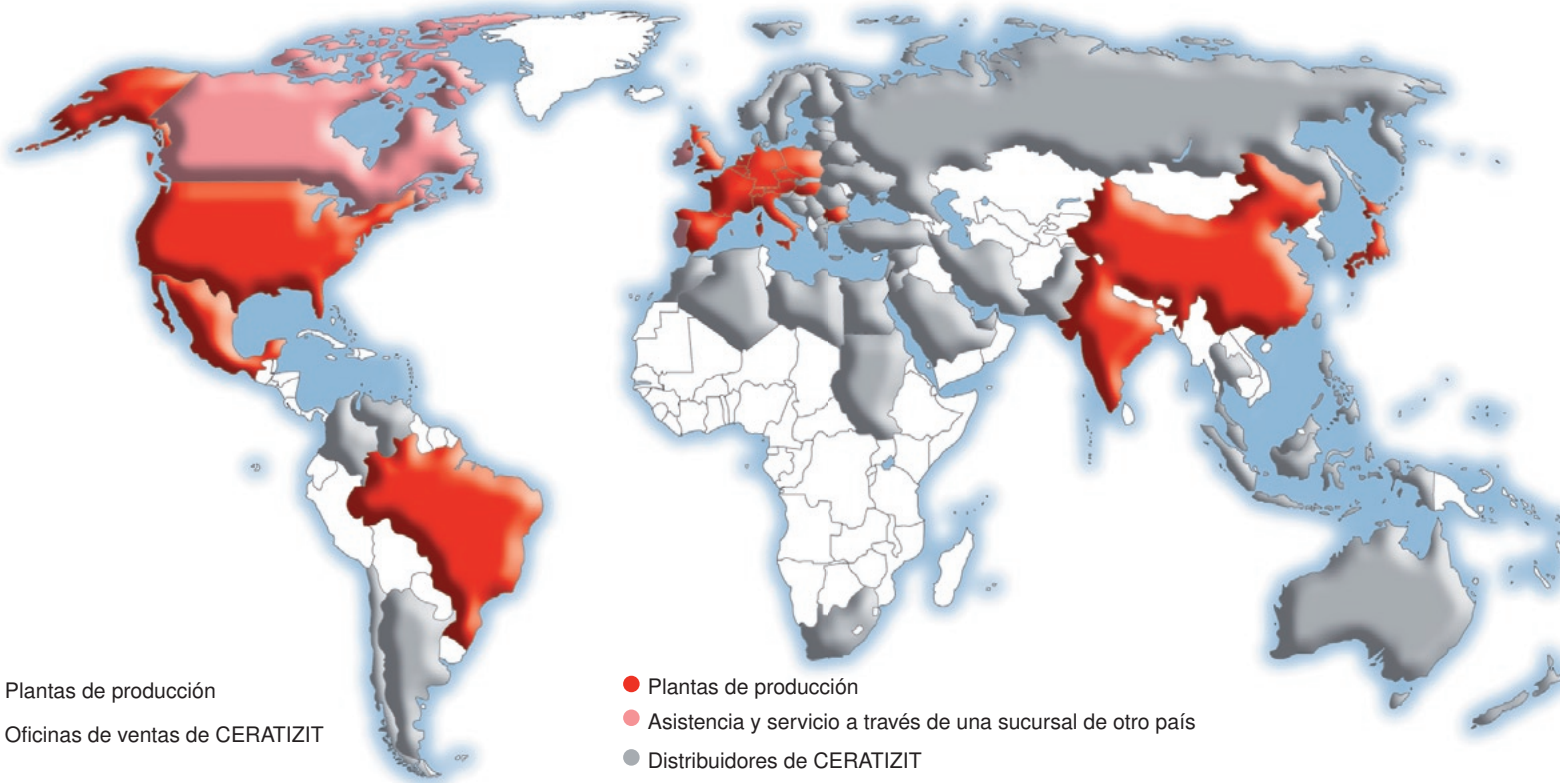 Plantas de producción
Oficinas de ventas de CERATIZIT
Plantas de producción
Asistencia y servicio a través de una sucursal de otro país
Distribuidores de CERATIZIT